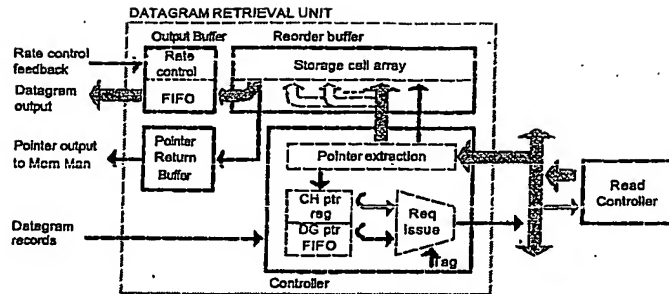 DATAGRAM RETRIEVAL UNIT
Output Buffer
Reorder buffer
Rate control
feedback
Rate
control
Storage cell array
Datagram
output
FIFO
Pointer output
to Mem Man
Pointer
Return
Buffer
Pointer extraction
CH ptr
reg
DG ptr
FIFO
Req
Issue
Tag
Read
Controller
Datagram
records
Controller